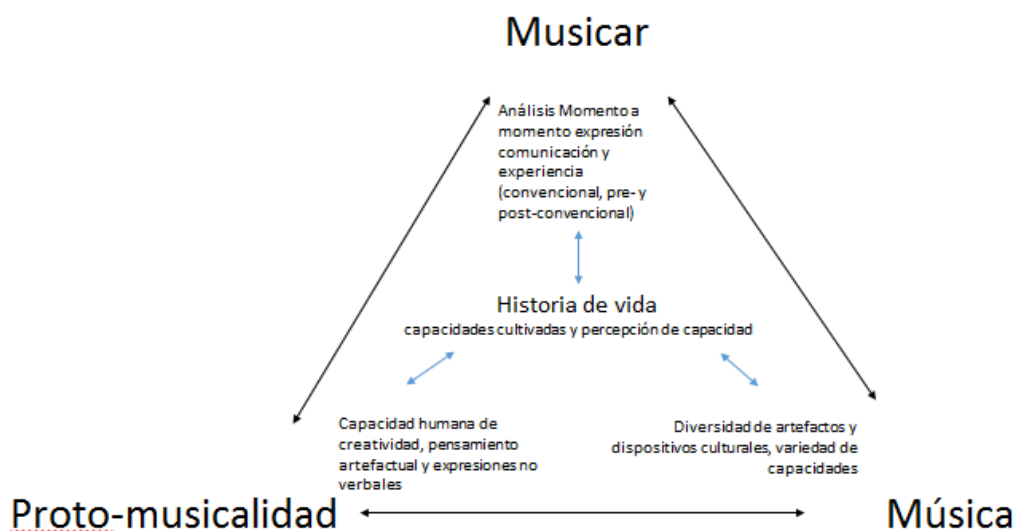 Musicar
Análisis Momento a
momento expresión
comunicación y
experiencia
(convencional, pre- y
post-convencional)
Historia de vida
capacidades cultivadas y percepción de capacidad
Capacidad humana de
creatividad, pensamiento
artefactual y expresiones no
verbales
Diversidad de artefactos y
dispositivos culturales, variedad de
capacidades
Proto-musicalidad
Música